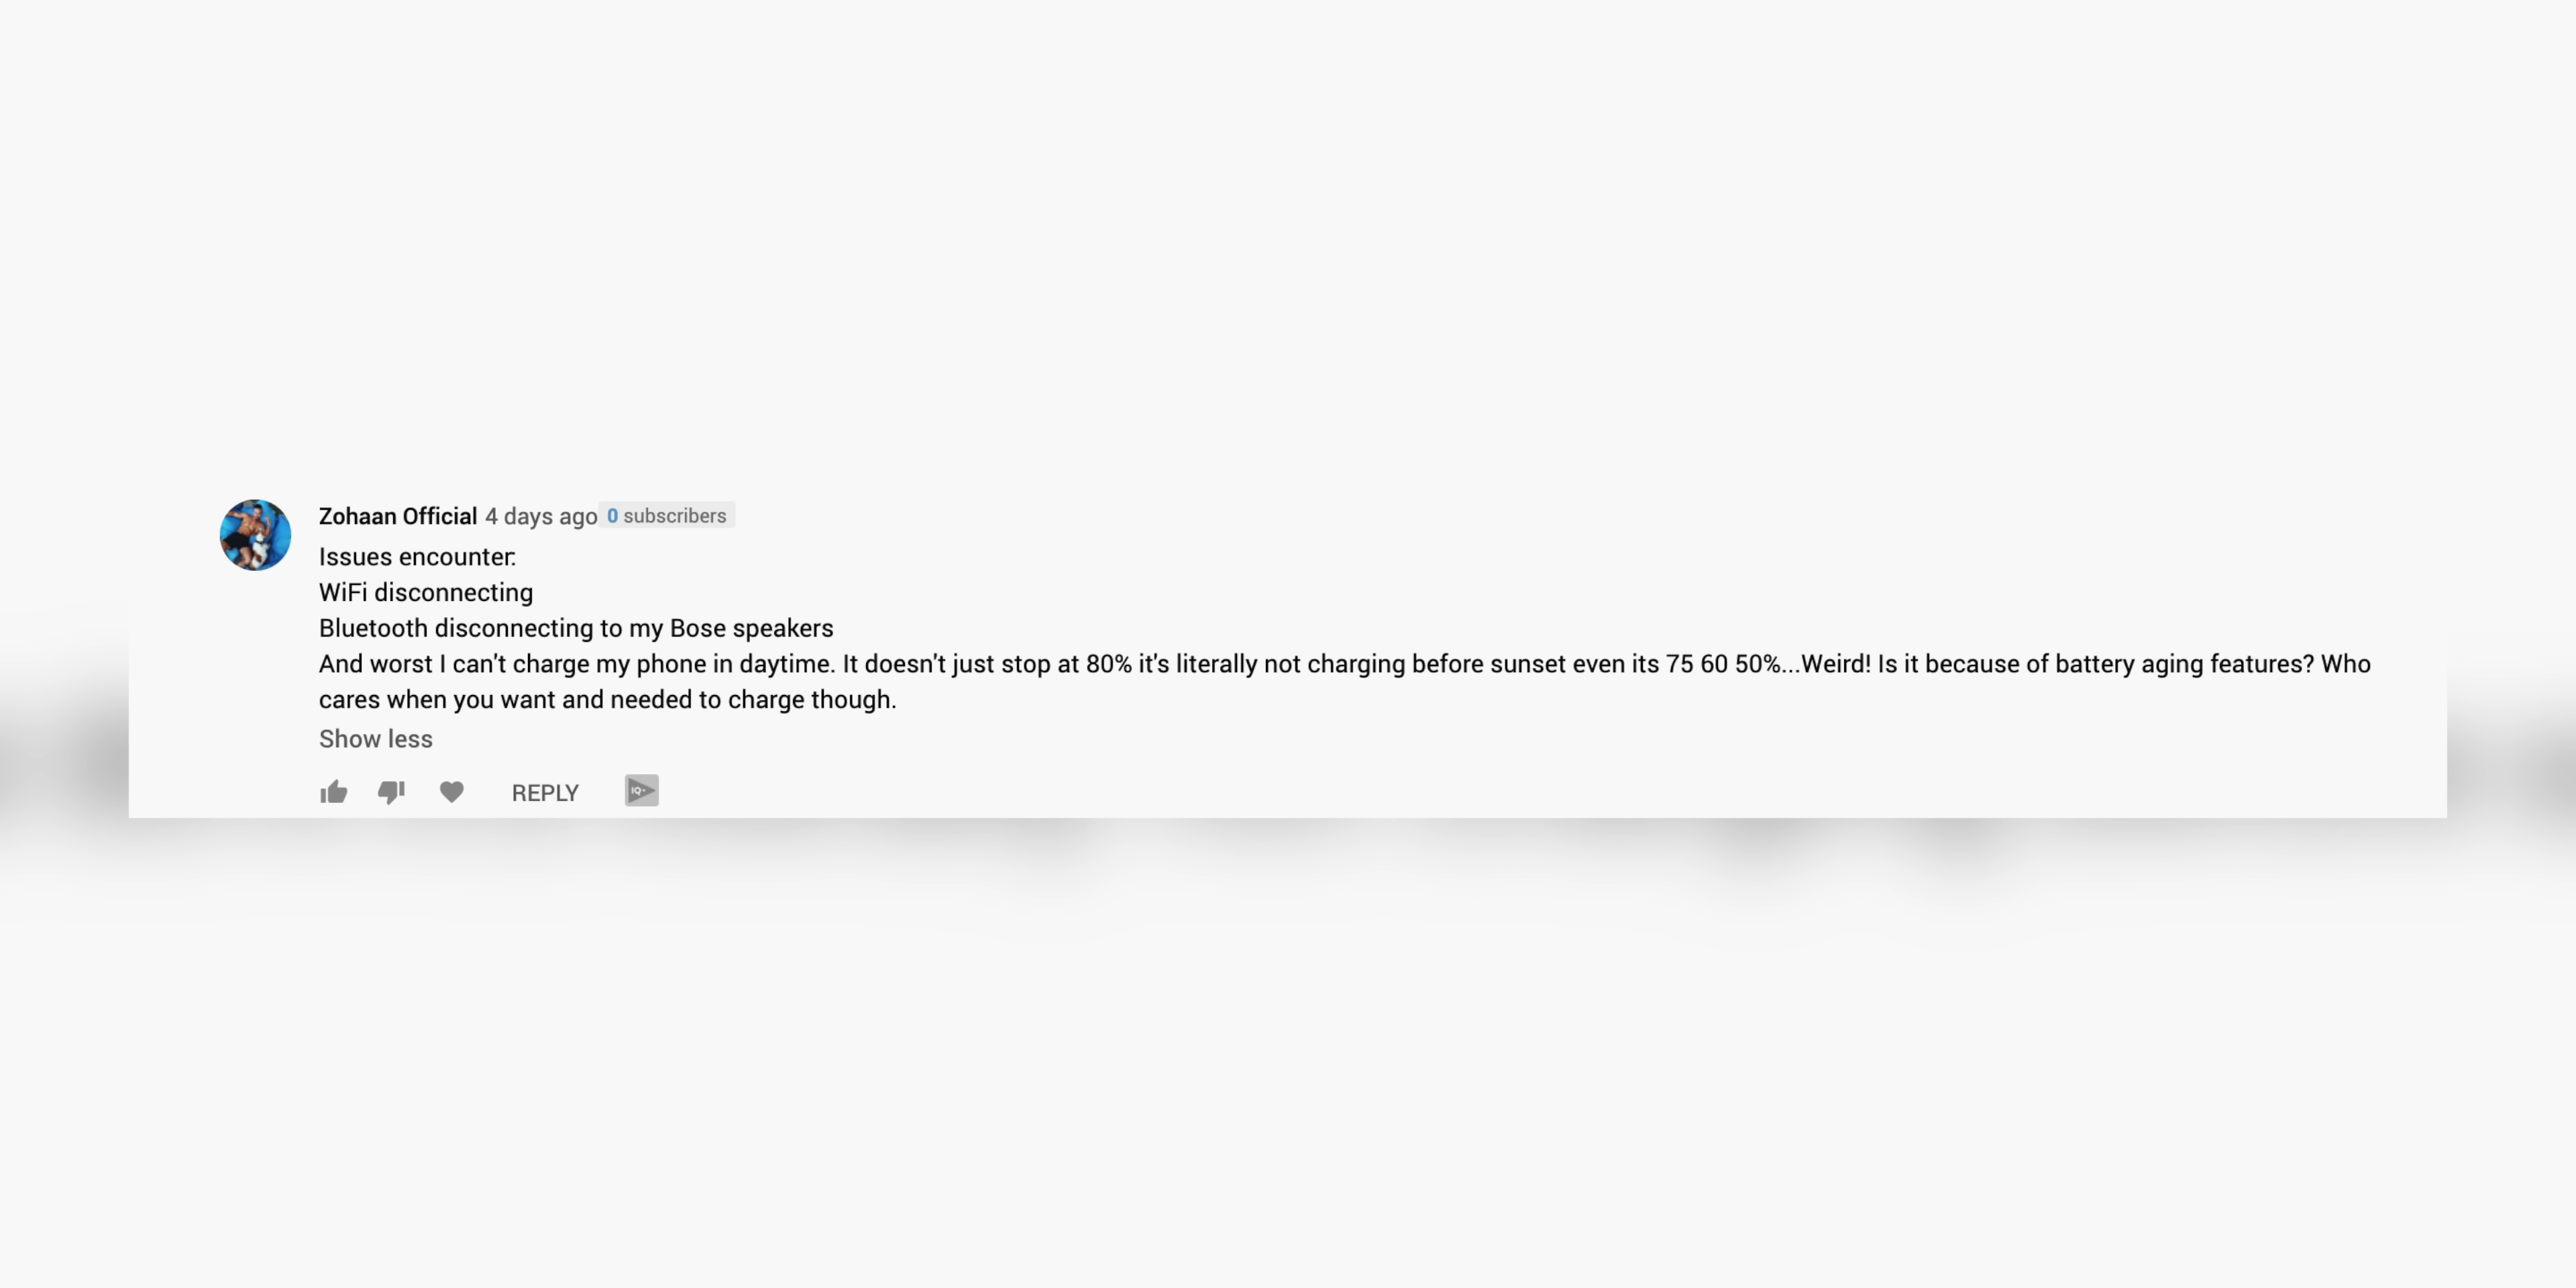 Zohaan Official 4 days ago 0 subscribers
Issues encounter:
WiFi disconnecting
Bluetooth disconnecting to my Bose speakers
And worst I can't charge my phone in daytime. It doesn't just stop at 80% it's literally not charging before sunset even its 75 60 50%...Weird! Is it because of battery aging features? Who
cares when you want and needed to charge though.
Show less
REPLY IQ+